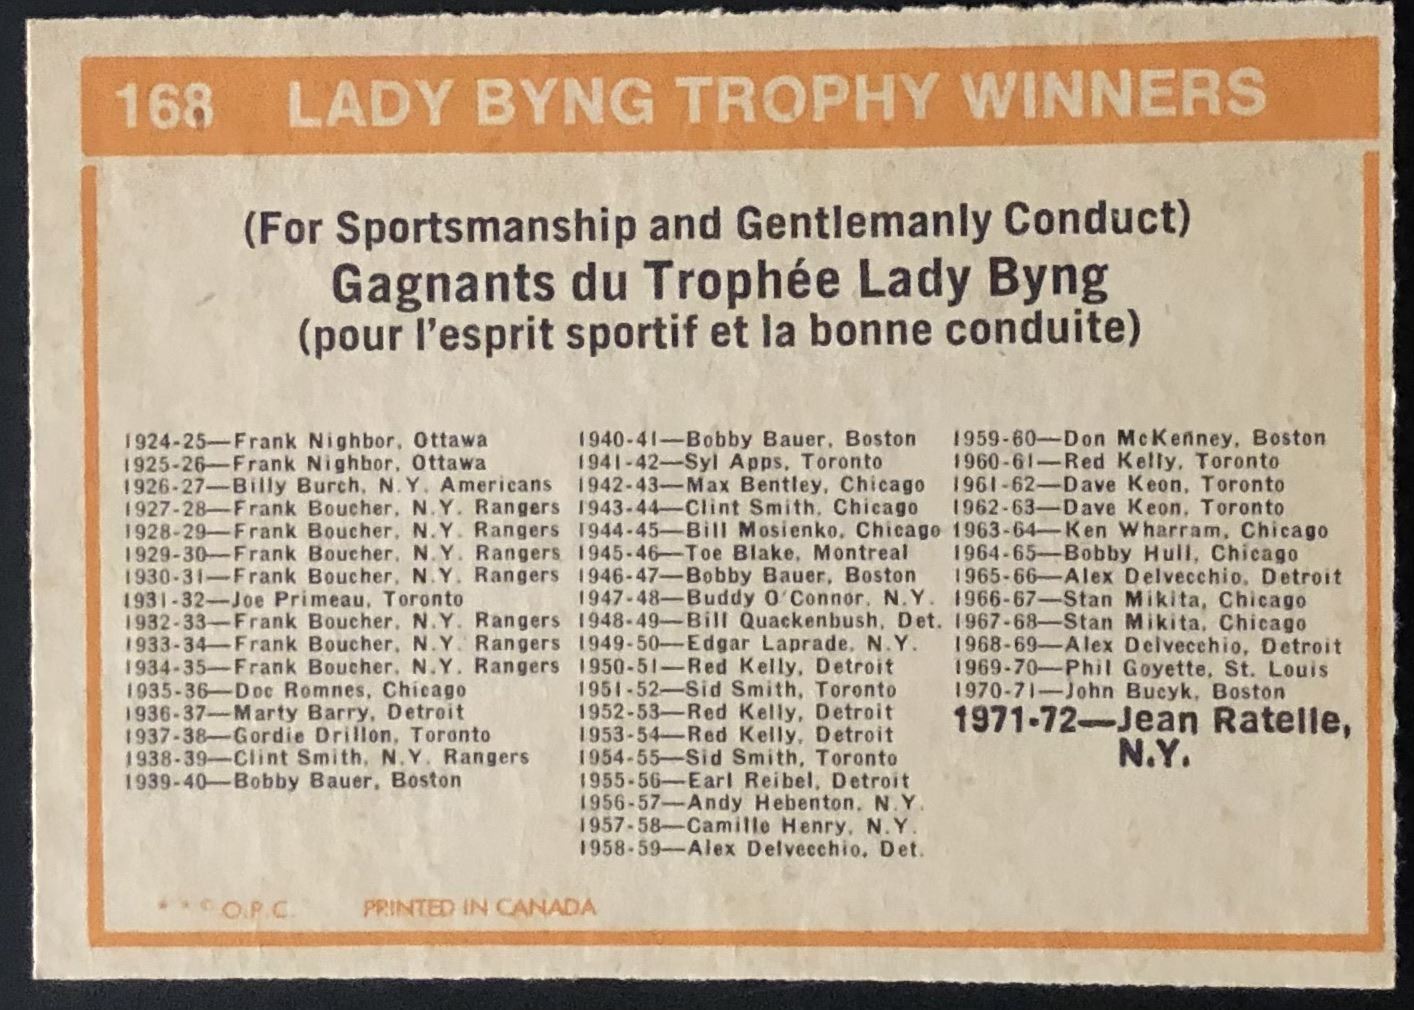 168 LADY BYNG TROPHY WINNERS
(For Sportsmanship and Gentlemanly Conduct)
Gagnants du Trophée Lady Byng
(pour l'esprit sportif et la bonne conduite)
1924-25—Frank Nighbor, Ottawa
1925-26—Frank Nighbor, Ottawa
1926-27—Billy Burch, N.Y. Americans
1927-28—Frank Boucher, N.Y. Rangers
1928-29—Frank Boucher, N.Y. Rangers
1929-30—Frank Boucher, N.Y. Rangers
1930-31—Frank Boucher, N.Y. Rangers
1931-32—Joe Primeau, Toronto
1932-33—Frank Boucher, N.Y. Rangers
1933-34—Frank Boucher, N.Y. Rangers
1934-35—Frank Boucher, N.Y. Rangers
1935-36—Doc Romnes, Chicago
1936-37—Marty Barry, Detroit
1937-38—Gordie Drillon, Toronto
1938-39—Clint Smith, N.Y. Rangers
1939-40—Bobby Bauer, Boston
1940-41—Bobby Bauer, Boston
1941-42—Syl Apps, Toronto
1942-43—Max Bentley, Chicago
1943-44—Clint Smith, Chicago
1944-45—Bill Mosienko, Chicago
1945-46—Toe Blake, Montreal
1946-47—Bobby Bauer, Boston
1947-48—Buddy O'Connor, N.Y.
1948-49—Bill Quackenbush, Det.
1949-50—Edgar Laprade, N.Y.
1950-51—Red Kelly, Detroit
1951-52—Sid Smith, Toronto
1952-53—Red Kelly, Detroit
1953-54—Red Kelly, Detroit
1954-55—Sid Smith, Toronto
1955-56—Earl Reibel, Detroit
1956-57—Andy Hebenton, N.Y.
1957-58—Camille Henry, N.Y.
1958-59—Alex Delvecchio, Det.
1959-60—Don McKenney, Boston
1960-61—Red Kelly, Toronto
1961-62—Dave Keon, Toronto
1962-63—Dave Keon, Toronto
1963-64—Ken Wharram, Chicago
1964-65—Bobby Hull, Chicago
1965-66—Alex Delvecchio, Detroit
1966-67—Stan Mikita, Chicago
1967-68—Stan Mikita, Chicago
1968-69—Alex Delvecchio, Detroit
1969-70—Phil Goyette, St. Louis
1970-71—John Bucyk, Boston
1971-72—Jean Ratelle,
N.Y.
* * © O.P.C. PRINTED IN CANADA